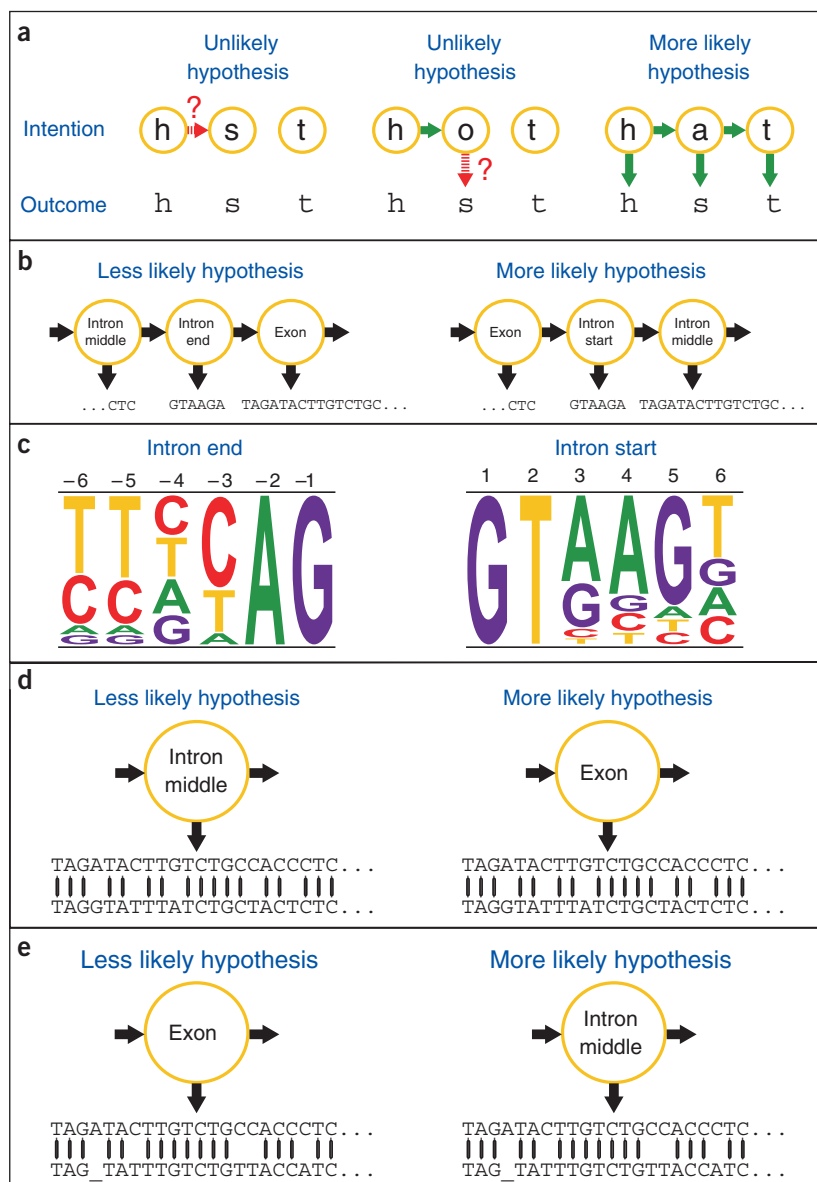 a
Unlikely hypothesis
Unlikely hypothesis
More likely hypothesis
Intention
h ? s t
h o t
?
h a t
Outcome
h s t
h s t
h s t
b
Less likely hypothesis
More likely hypothesis
Intron middle
Intron end
Exon
Exon
Intron start
Intron middle
...CTC GTAAGA TAGATACTTGTCTGC...
...CTC GTAAGA TAGATACTTGTCTGC...
c
Intron end
Intron start
−6 −5 −4 −3 −2 −1
1 2 3 4 5 6
T T C C A G
C C T T
A A A A
G G G
G T A A G T
G G A G
C C T A
T T C C
d
Less likely hypothesis
More likely hypothesis
Intron middle
Exon
TAGATACTTGTCTGCCACCCTC...
TAGGTATTTATCTGCTACTCTC...
TAGATACTTGTCTGCCACCCTC...
TAGGTATTTATCTGCTACTCTC...
e
Less likely hypothesis
More likely hypothesis
Exon
Intron middle
TAGATACTTGTCTGCCACCCTC...
TAG_TATTTGTCTGTTACCATC...
TAGATACTTGTCTGCCACCCTC...
TAG_TATTTGTCTGTTACCATC...